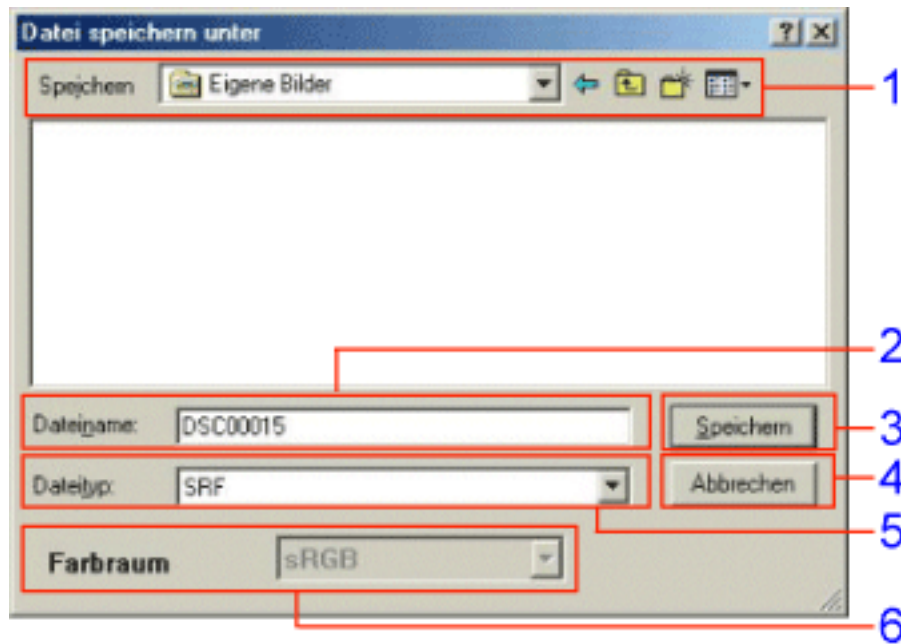 Datei speichern unter
Speichern Eigene Bilder
1
2
Dateiname: DSC00015 Speichern
3
Dateityp: SRF Abbrechen
4
5
Farbraum sRGB
6